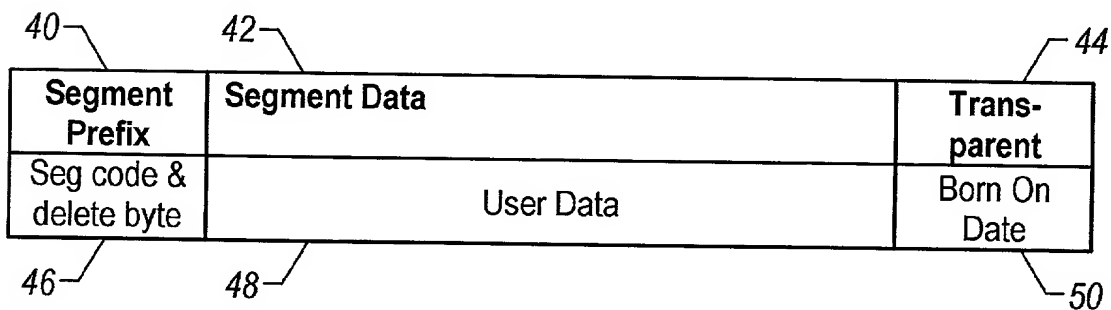 40 42 44
Segment Prefix Segment Data Trans-parent
Seg code & delete byte User Data Born On Date
46 48 50